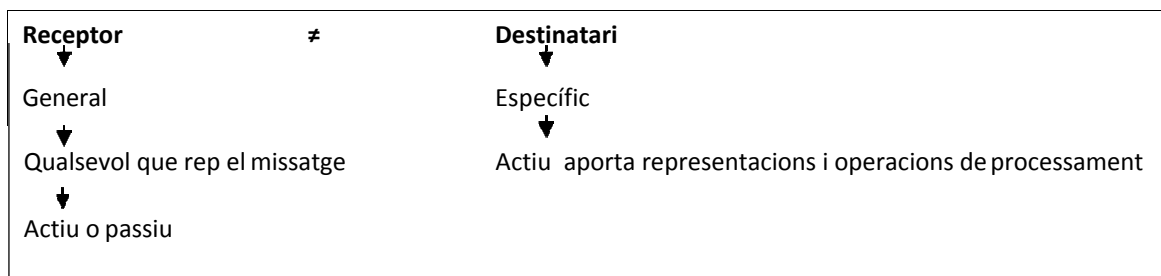 Receptor ≠ Destinatari
General Específic
Qualsevol que rep el missatge Actiu aporta representacions i operacions de processament
Actiu o passiu